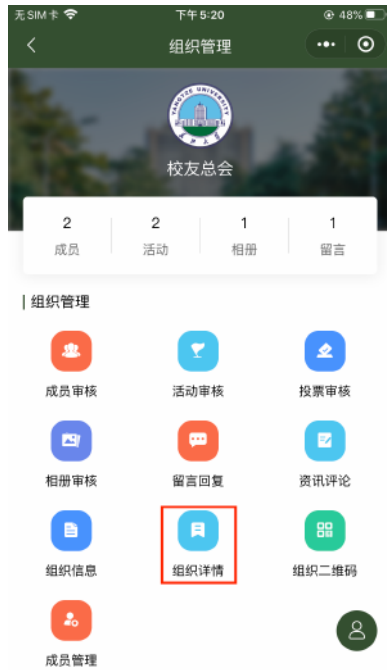 无SIM卡 下午5:20 48%
组织管理
YANGTZE UNIVERSITY
校友总会
2 2 1 1
成员 活动 相册 留言
组织管理
成员审核 活动审核 投票审核
相册审核 留言回复 资讯评论
组织信息 组织详情 组织二维码
成员管理